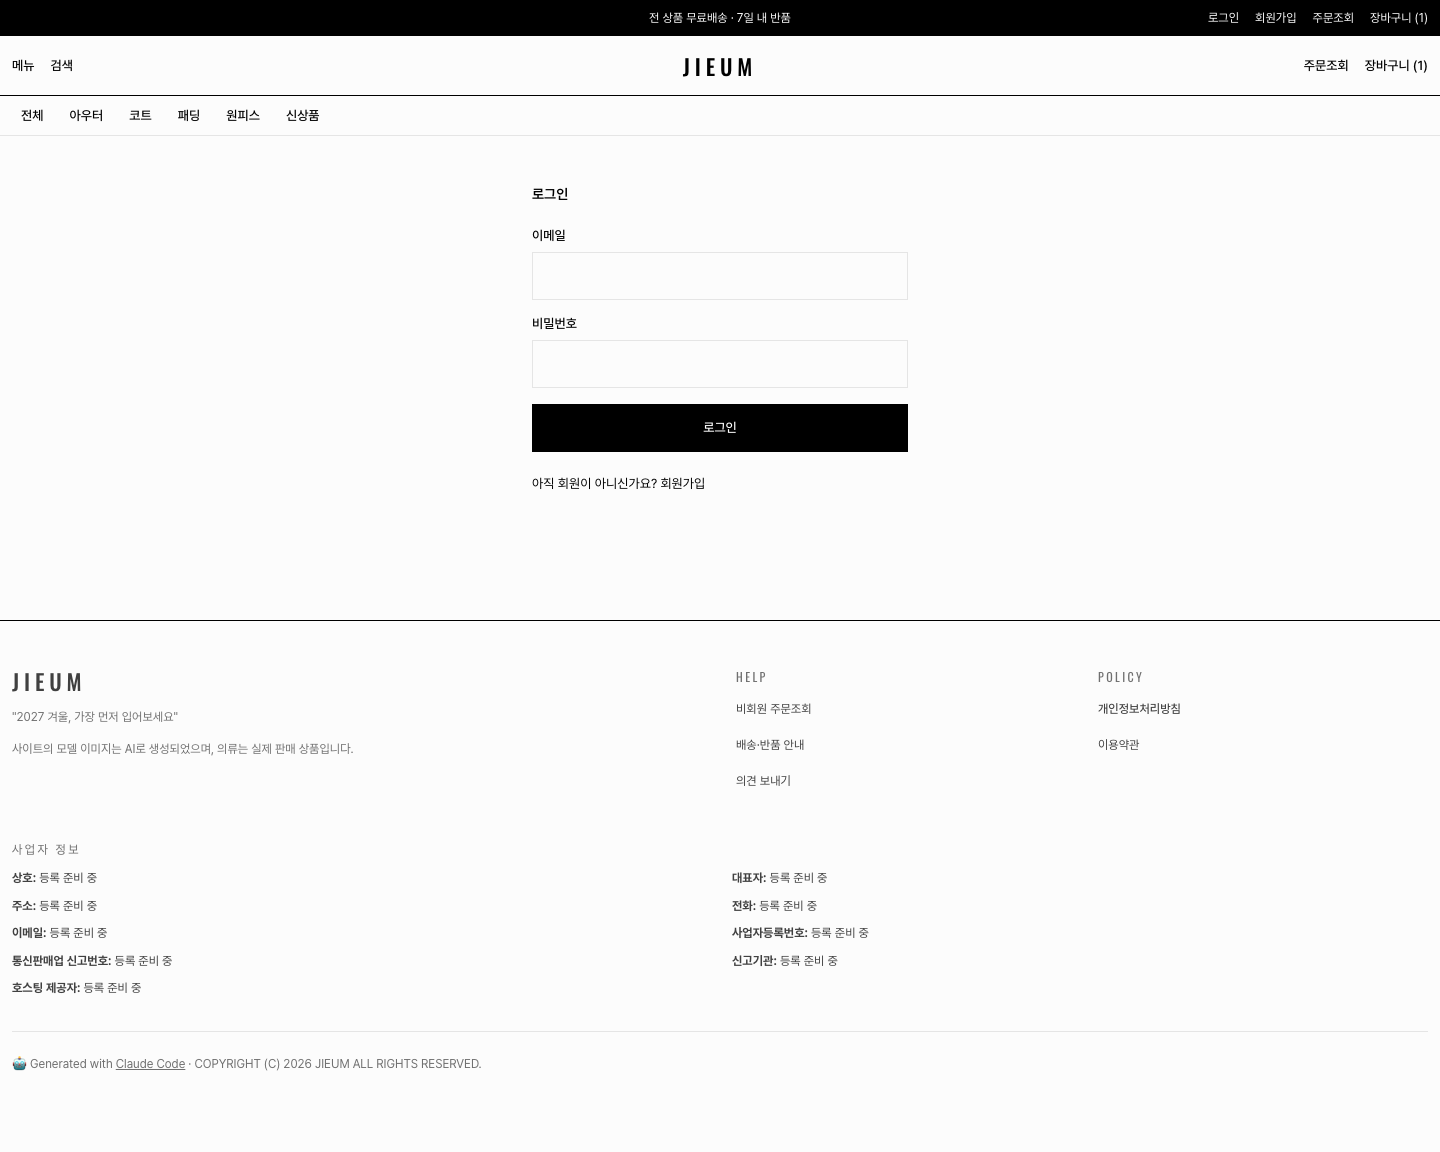 전 상품 무료배송 · 7일 내 반품
로그인 회원가입 주문조회 장바구니 (1)
메뉴 검색
JIEUM
주문조회 장바구니 (1)
전체 아우터 코트 패딩 원피스 신상품
로그인
이메일
비밀번호
로그인
아직 회원이 아니신가요? 회원가입
JIEUM
"2027 겨울, 가장 먼저 입어보세요"
사이트의 모델 이미지는 AI로 생성되었으며, 의류는 실제 판매 상품입니다.
HELP
비회원 주문조회
배송·반품 안내
의견 보내기
POLICY
개인정보처리방침
이용약관
사업자 정보
상호: 등록 준비 중
대표자: 등록 준비 중
주소: 등록 준비 중
전화: 등록 준비 중
이메일: 등록 준비 중
사업자등록번호: 등록 준비 중
통신판매업 신고번호: 등록 준비 중
신고기관: 등록 준비 중
호스팅 제공자: 등록 준비 중
🤖 Generated with Claude Code · COPYRIGHT (C) 2026 JIEUM ALL RIGHTS RESERVED.